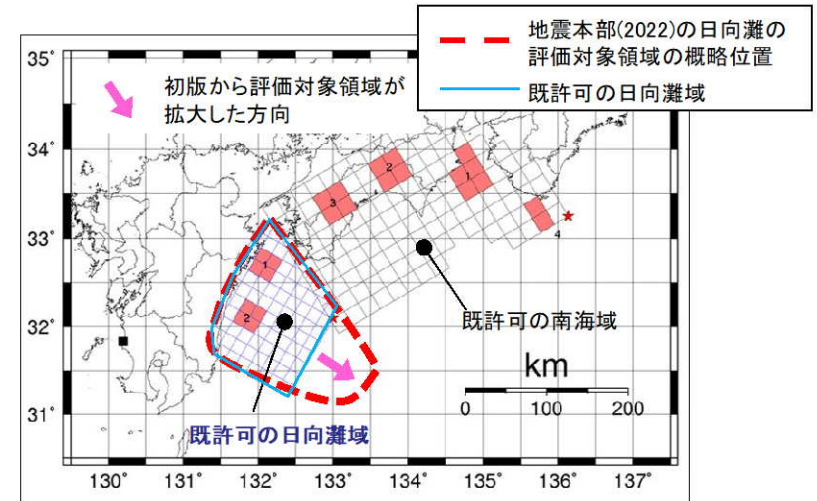 地震本部(2022)の日向灘の
評価対象領域の概略位置
既許可の日向灘域
初版から評価対象領域が
拡大した方向
35°
34°
33°
32°
31°
2
1
3
4
1
2
既許可の南海域
km
0 100 200
既許可の日向灘域
130° 131° 132° 133° 134° 135° 136° 137°